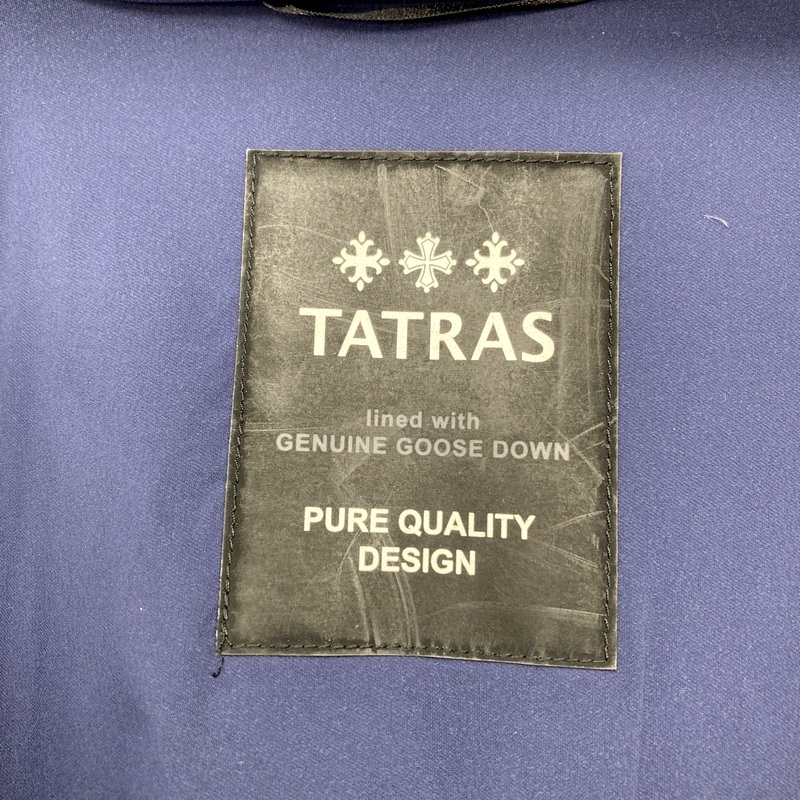 TATRAS
lined with
GENUINE GOOSE DOWN
PURE QUALITY
DESIGN